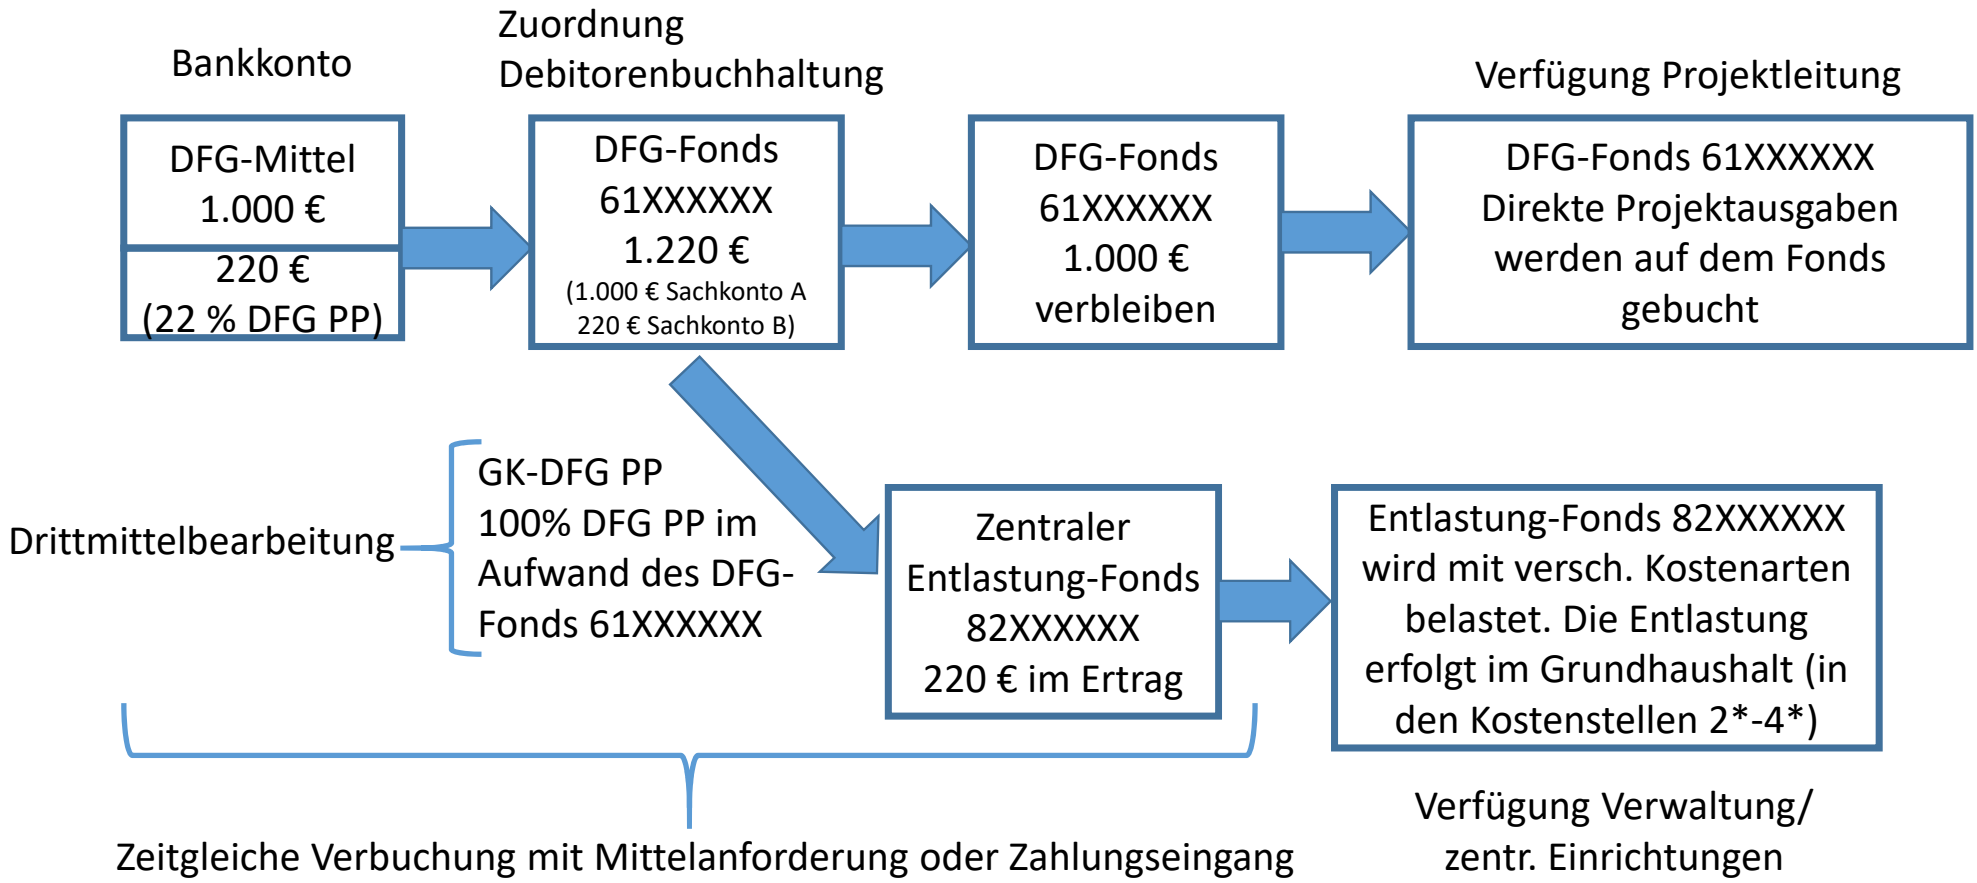 Bankkonto
Zuordnung
Debitorenbuchhaltung
Verfügung Projektleitung
DFG-Mittel
1.000 €
220 €
(22 % DFG PP)
DFG-Fonds
61XXXXXX
1.220 €
(1.000 € Sachkonto A
220 € Sachkonto B)
DFG-Fonds
61XXXXXX
1.000 €
verbleiben
DFG-Fonds 61XXXXXX
Direkte Projektausgaben
werden auf dem Fonds
gebucht
Drittmittelbearbeitung
GK-DFG PP
100% DFG PP im
Aufwand des DFG-
Fonds 61XXXXXX
Zentraler
Entlastung-Fonds
82XXXXXX
220 € im Ertrag
Entlastung-Fonds 82XXXXXX
wird mit versch. Kostenarten
belastet. Die Entlastung
erfolgt im Grundhaushalt (in
den Kostenstellen 2*-4*)
Zeitgleiche Verbuchung mit Mittelanforderung oder Zahlungseingang
Verfügung Verwaltung/
zentr. Einrichtungen